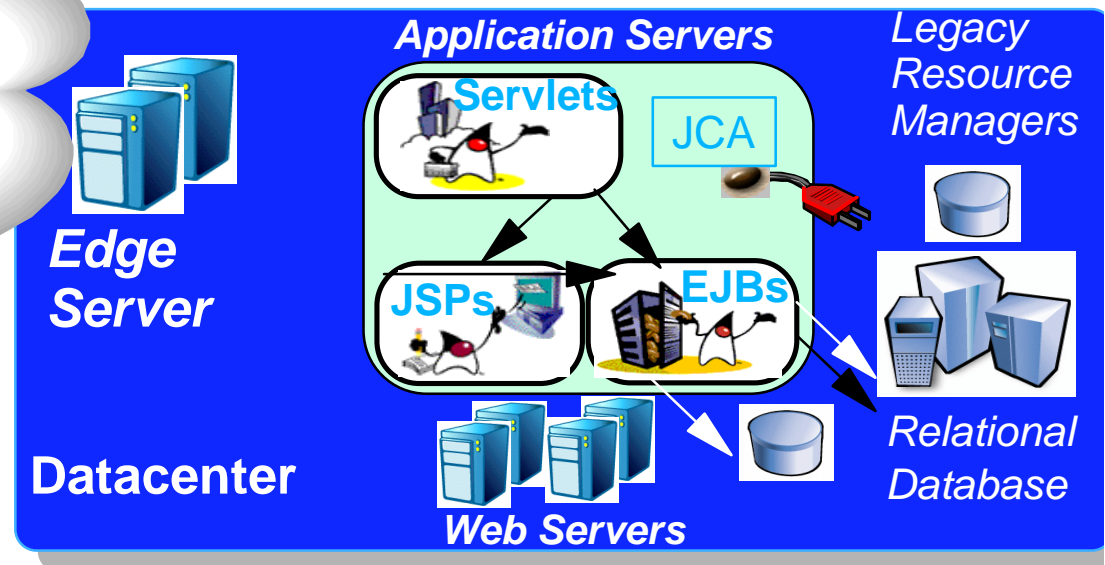 Application Servers
Legacy
Resource
Managers
Servlets
JCA
Edge
Server
JSPs
EJBs
Relational
Database
Datacenter
Web Servers